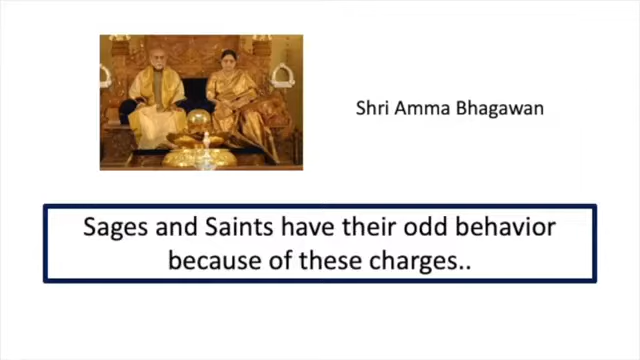 Shri Amma Bhagawan
Sages and Saints have their odd behavior
because of these charges..